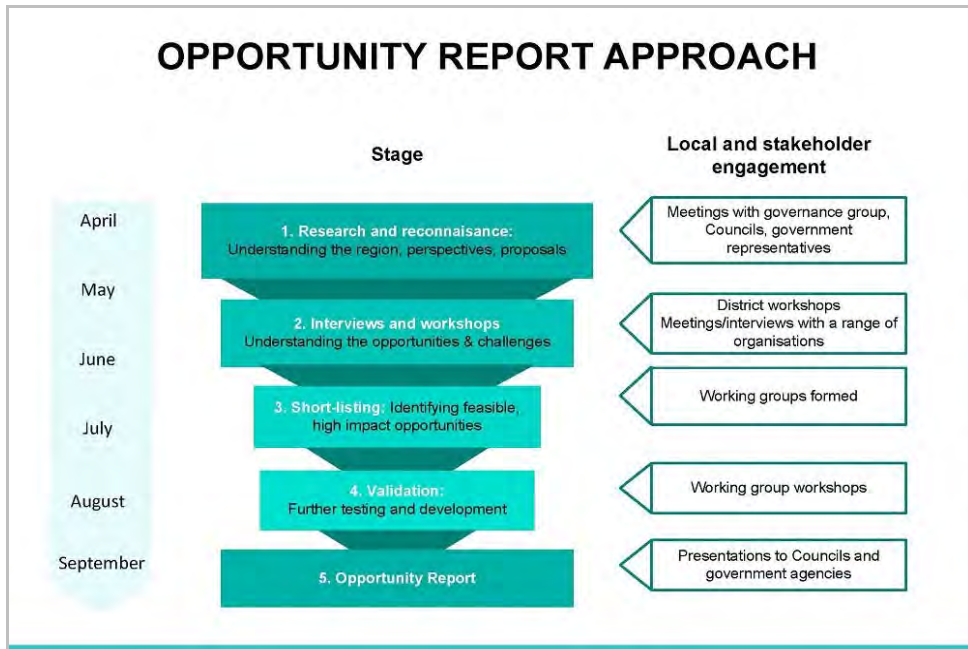 OPPORTUNITY REPORT APPROACH
Stage
Local and stakeholder
engagement
April
May
June
July
August
September
1. Research and reconnaisance:
Understanding the region, perspectives, proposals
2. Interviews and workshops
Understanding the opportunities & challenges
3. Short-listing: Identifying feasible,
high impact opportunities
4. Validation:
Further testing and development
5. Opportunity Report
Meetings with governance group,
Councils, government
representatives
District workshops
Meetings/interviews with a range of
organisations
Working groups formed
Working group workshops
Presentations to Councils and
government agencies